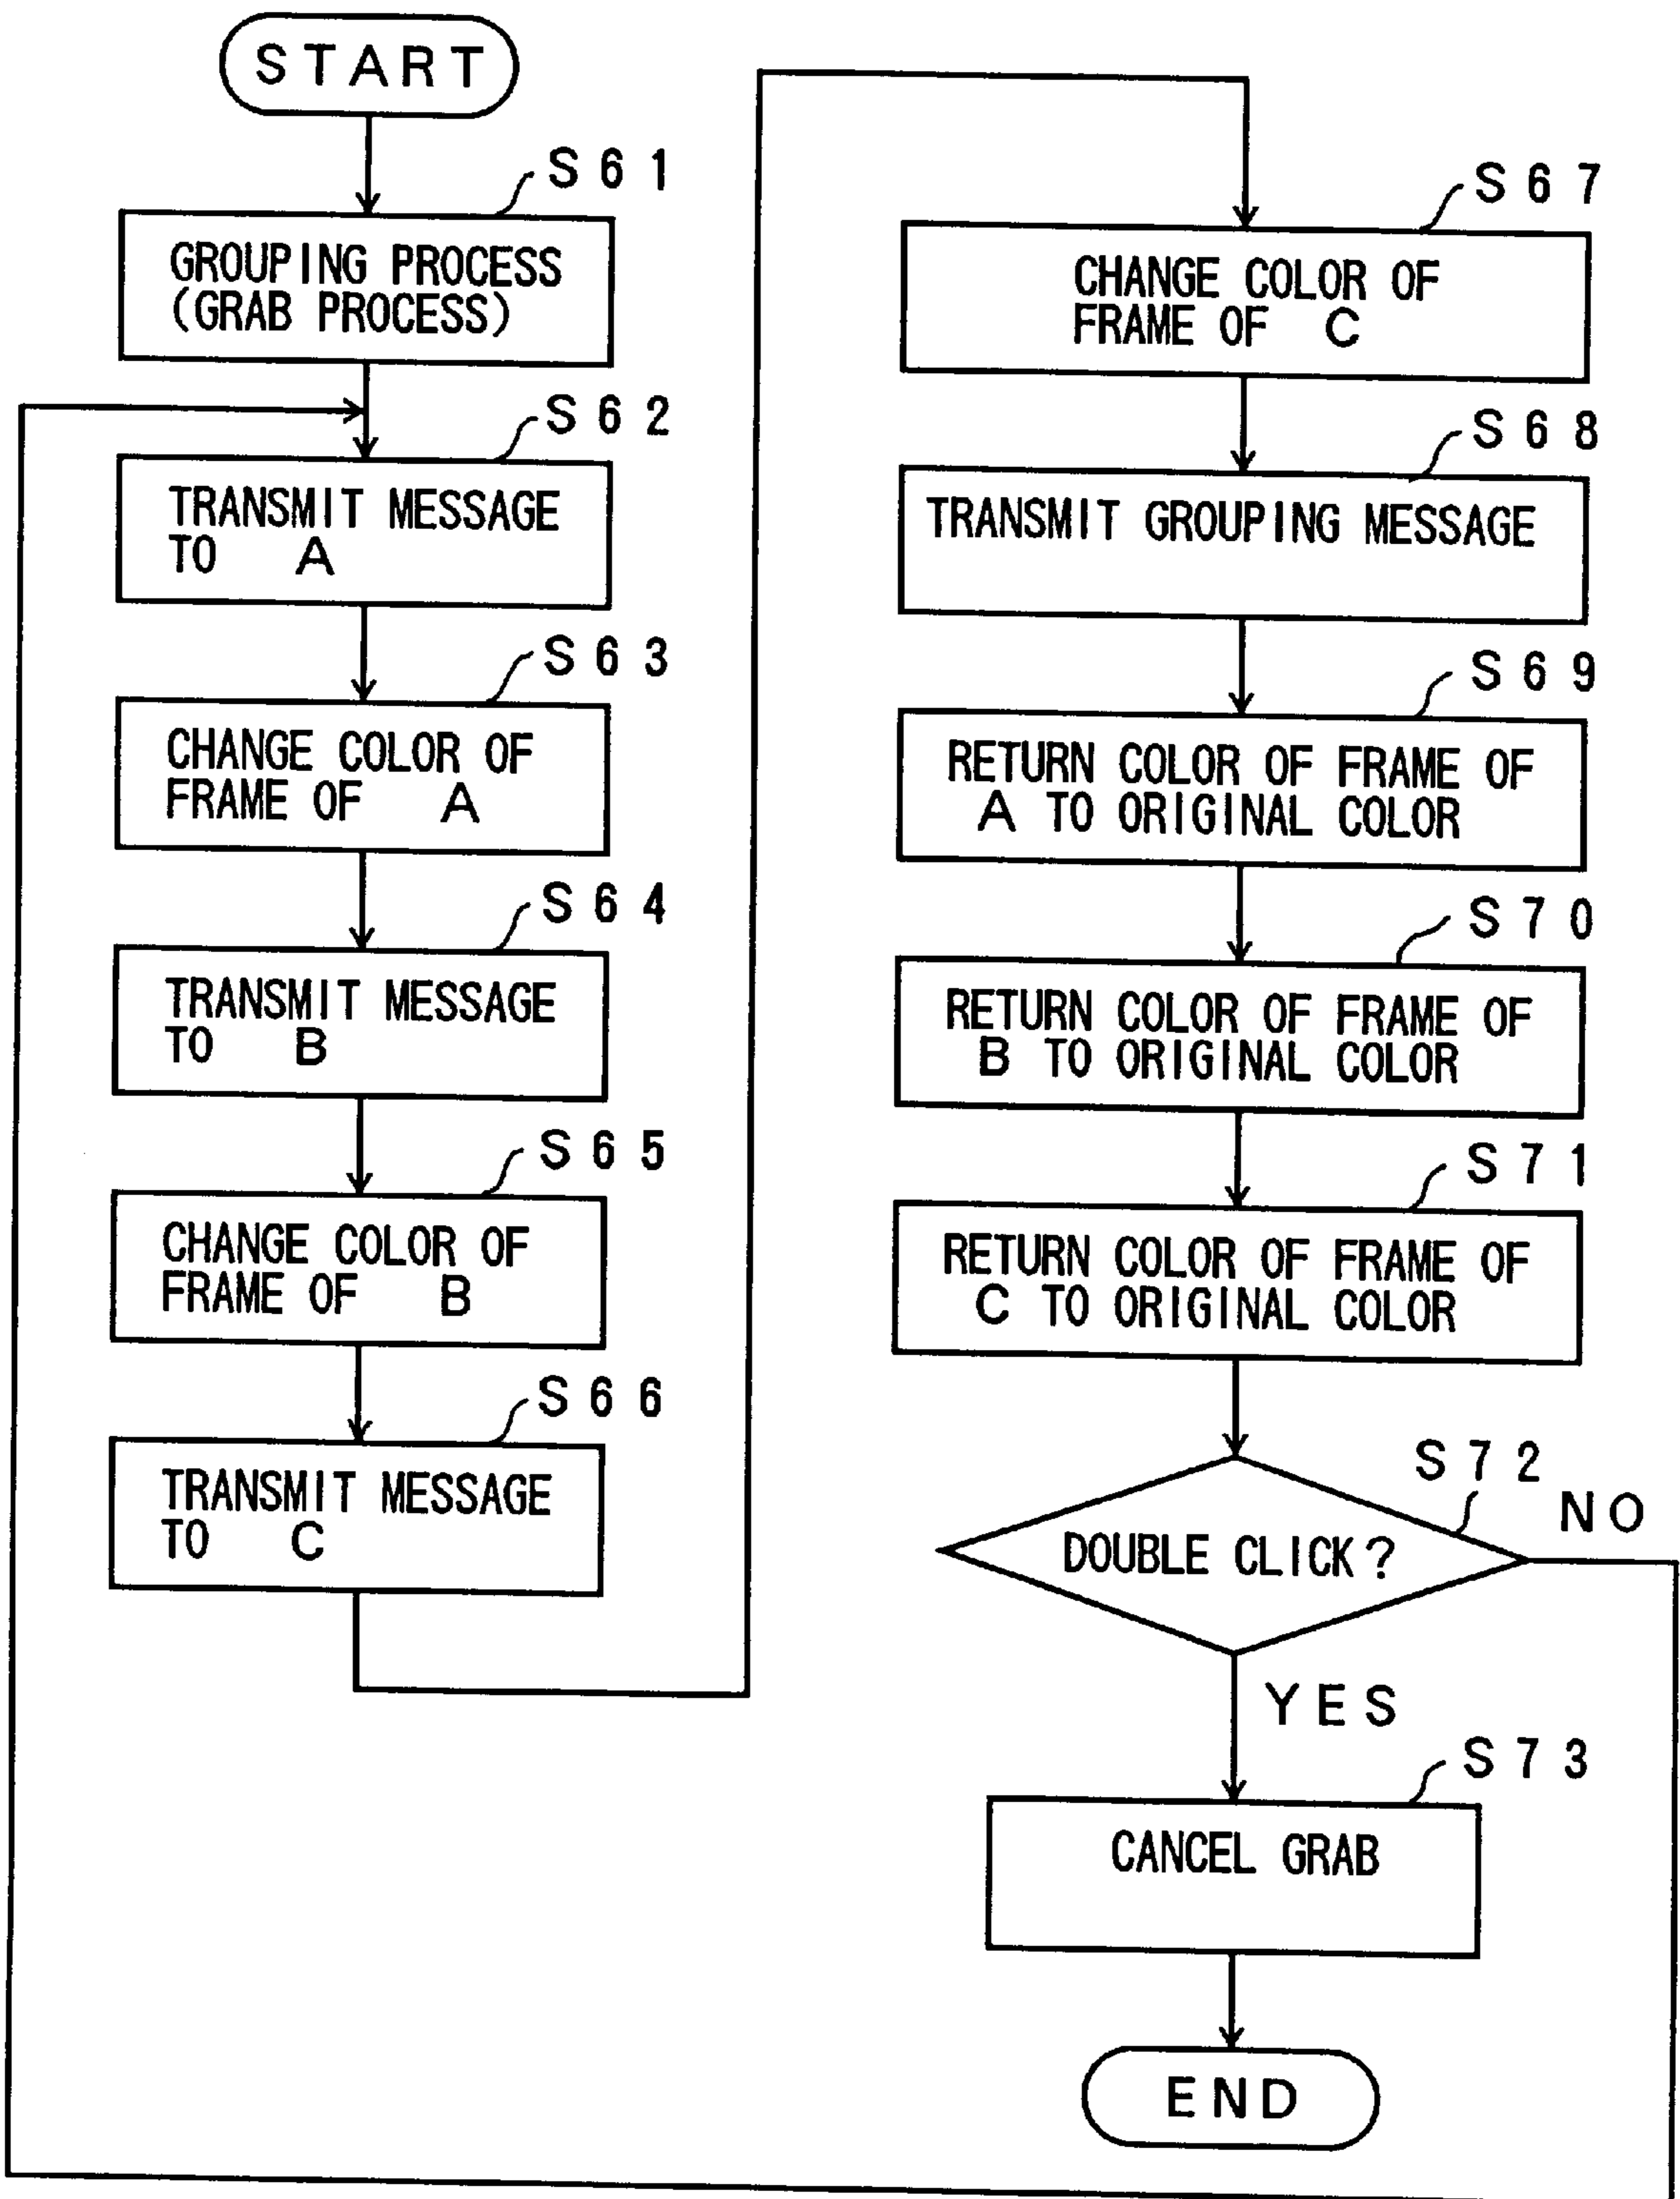 START
S61
GROUPING PROCESS
(GRAB PROCESS)
S62
TRANSMIT MESSAGE
TO A
S63
CHANGE COLOR OF
FRAME OF A
S64
TRANSMIT MESSAGE
TO B
S65
CHANGE COLOR OF
FRAME OF B
S66
TRANSMIT MESSAGE
TO C
S67
CHANGE COLOR OF
FRAME OF C
S68
TRANSMIT GROUPING MESSAGE
S69
RETURN COLOR OF FRAME OF
A TO ORIGINAL COLOR
S70
RETURN COLOR OF FRAME OF
B TO ORIGINAL COLOR
S71
RETURN COLOR OF FRAME OF
C TO ORIGINAL COLOR
S72
NO
DOUBLE CLICK?
YES
S73
CANCEL GRAB
END